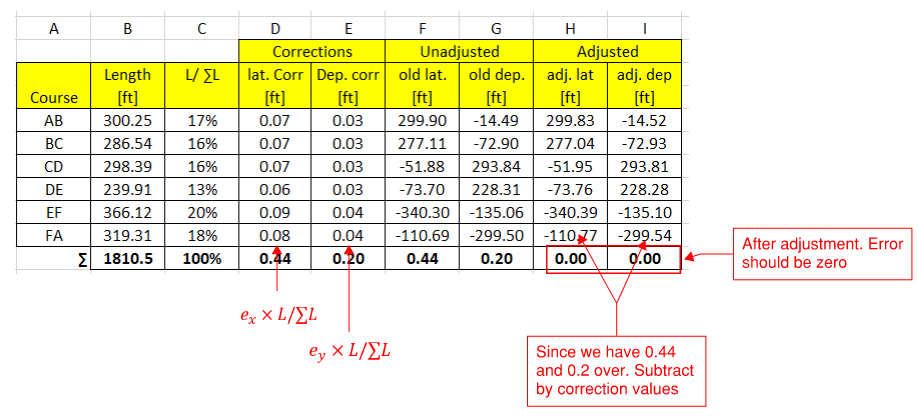 A B C D E F G H I
Corrections Unadjusted Adjusted
Length L/ ∑L lat. Corr Dep. corr old lat. old dep. adj. lat adj. dep
Course [ft] [ft] [ft] [ft] [ft] [ft] [ft]
AB 300.25 17% 0.07 0.03 299.90 -14.49 299.83 -14.52
BC 286.54 16% 0.07 0.03 277.11 -72.90 277.04 -72.93
CD 298.39 16% 0.07 0.03 -51.88 293.84 -51.95 293.81
DE 239.91 13% 0.06 0.03 -73.70 228.31 -73.76 228.28
EF 366.12 20% 0.09 0.04 -340.30 -135.06 -340.39 -135.10
FA 319.31 18% 0.08 0.04 -110.69 -299.50 -110.77 -299.54
∑ 1810.5 100% 0.44 0.20 0.44 0.20 0.00 0.00
After adjustment. Error
should be zero
eₓ × L/∑L
e_y × L/∑L
Since we have 0.44
and 0.2 over. Subtract
by correction values